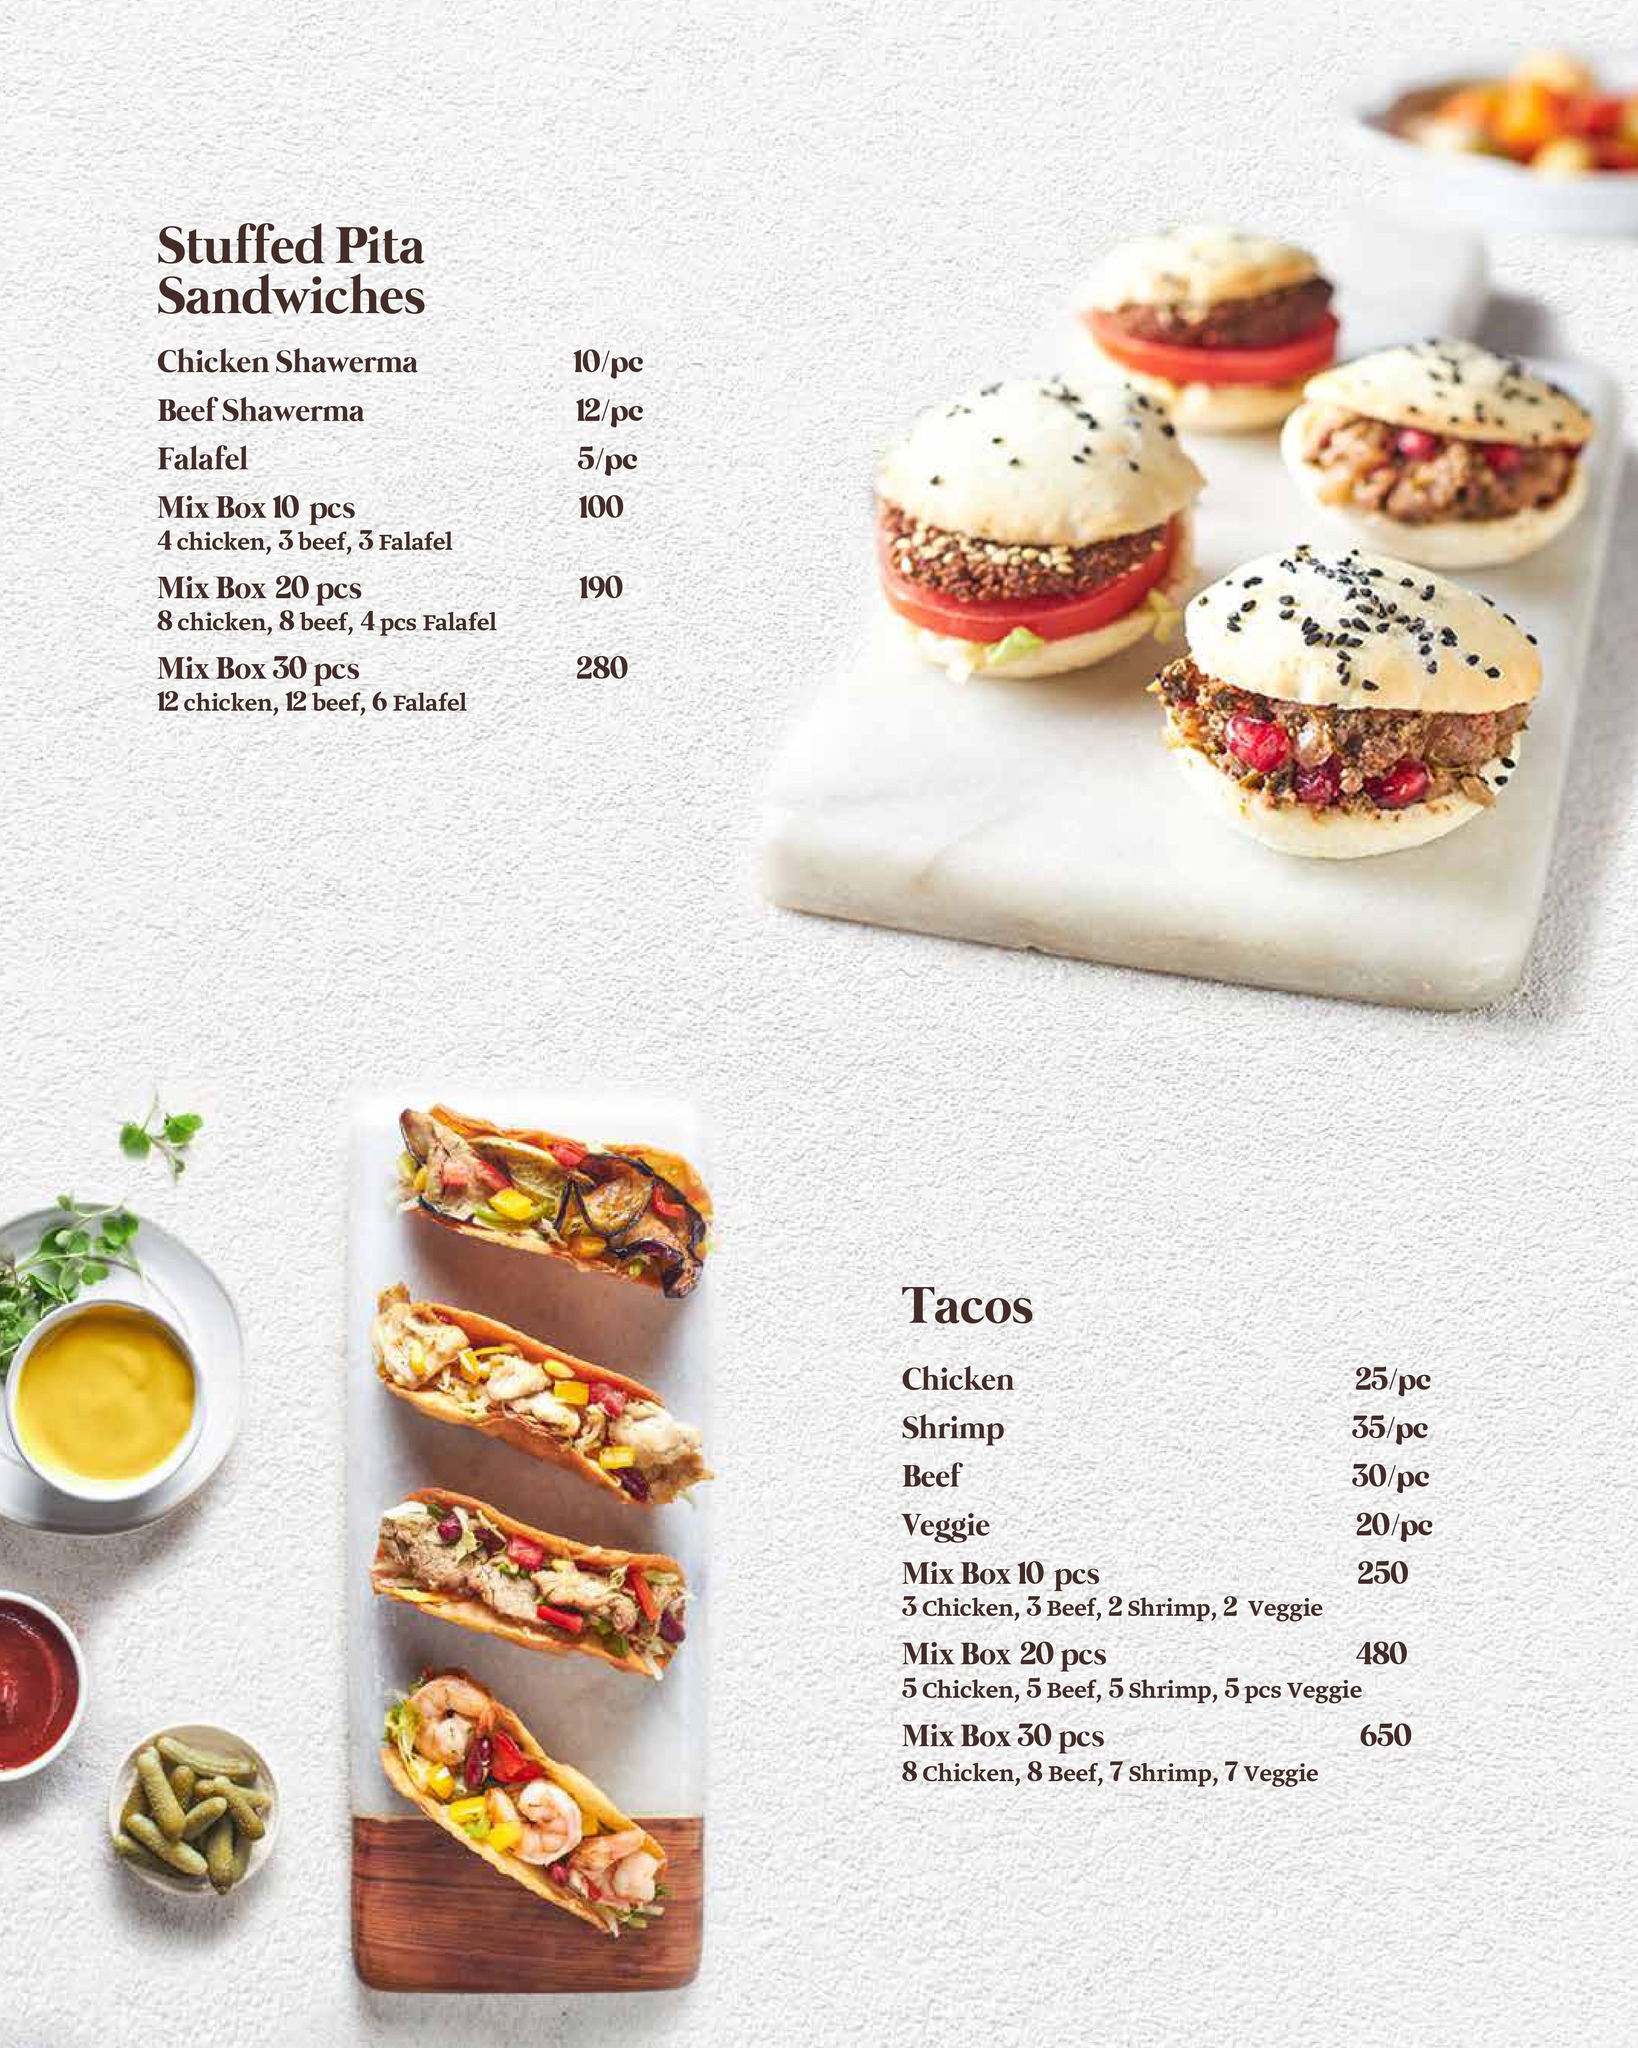 Stuffed Pita
Sandwiches
Chicken Shawerma 10/pc
Beef Shawerma 12/pc
Falafel 5/pc
Mix Box 10 pcs 100
4 chicken, 3 beef, 3 Falafel
Mix Box 20 pcs 190
8 chicken, 8 beef, 4 pcs Falafel
Mix Box 30 pcs 280
12 chicken, 12 beef, 6 Falafel
Tacos
Chicken 25/pc
Shrimp 35/pc
Beef 30/pc
Veggie 20/pc
Mix Box 10 pcs 250
3 Chicken, 3 Beef, 2 Shrimp, 2 Veggie
Mix Box 20 pcs 480
5 Chicken, 5 Beef, 5 Shrimp, 5 pcs Veggie
Mix Box 30 pcs 650
8 Chicken, 8 Beef, 7 Shrimp, 7 Veggie